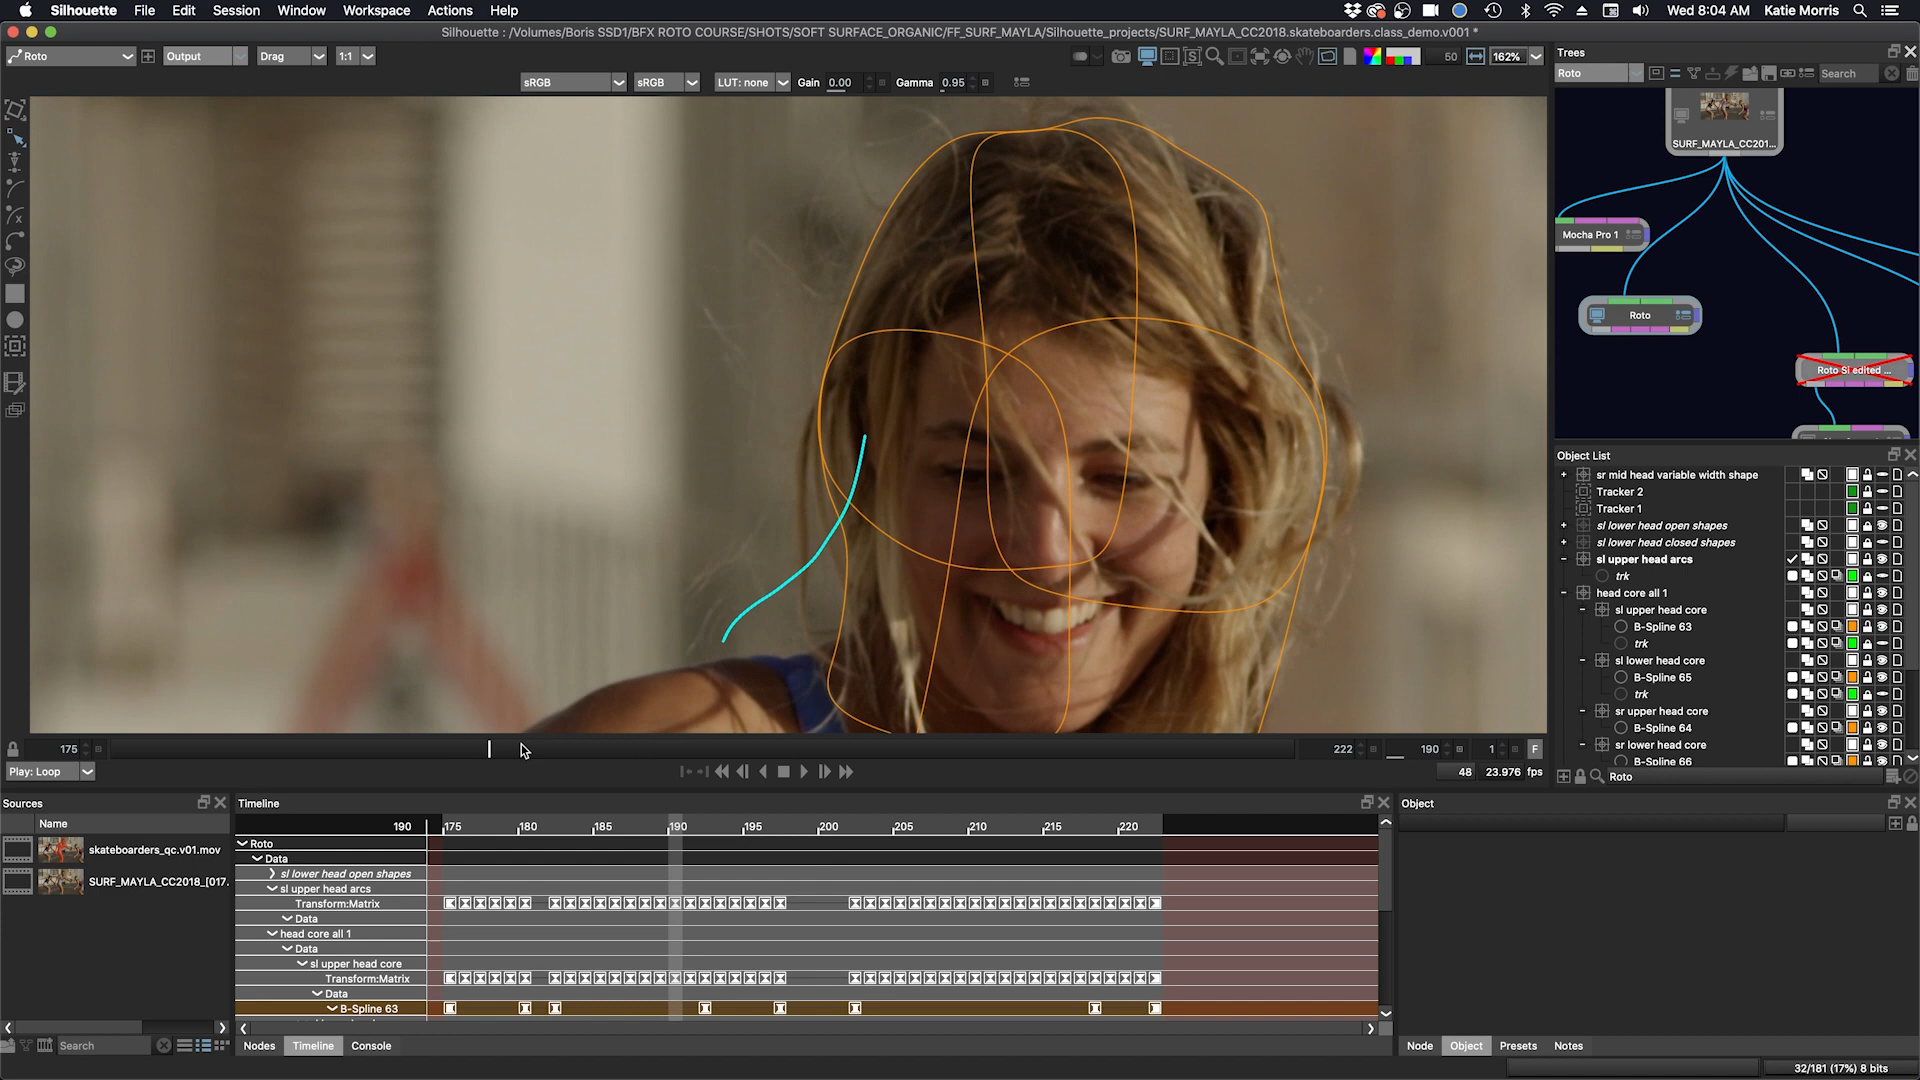 Silhouette File Edit Session Window Workspace Actions Help Wed 8:04 AM Katie Morris
Silhouette : /Volumes/Boris SSD1/BFX ROTO COURSE/SHOTS/SOFT SURFACE_ORGANIC/FF_SURF_MAYLA/Silhouette_projects/SURF_MAYLA_CC2018.skateboarders.class_demo.v001 *
Roto Output Drag 1:1 50 162%
sRGB sRGB LUT: none Gain 0.00 Gamma 0.95
Trees
Roto Search
SURF_MAYLA_CC201...
Mocha Pro 1
Roto
Roto Sl edited ...
Object List
sr mid head variable width shape
Tracker 2
Tracker 1
sl lower head open shapes
sl lower head closed shapes
sl upper head arcs
trk
head core all 1
sl upper head core
B-Spline 63
trk
sl lower head core
B-Spline 65
trk
sr upper head core
B-Spline 64
sr lower head core
B-Spline 66
Roto
175 222 190 1 F
Play: Loop 48 23.976 fps
Sources
Name
skateboarders_qc.v01.mov
SURF_MAYLA_CC2018_[017.
Search
Timeline
190 175 180 185 190 195 200 205 210 215 220
Roto
Data
sl lower head open shapes
sl upper head arcs
Transform:Matrix
Data
head core all 1
Data
sl upper head core
Transform:Matrix
Data
B-Spline 63
Nodes Timeline Console
Object
Node Object Presets Notes
32/181 (17%) 8 bits